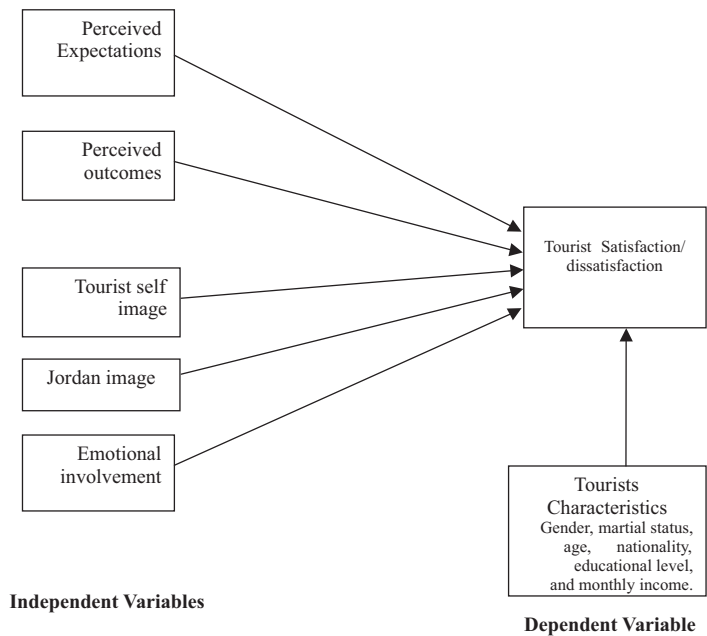 Perceived
Expectations
Perceived
outcomes
Tourist self
image
Jordan image
Emotional
involvement
Independent Variables
Tourist Satisfaction/
dissatisfaction
Tourists
Characteristics
Gender, martial status,
age, nationality,
educational level,
and monthly income.
Dependent Variable